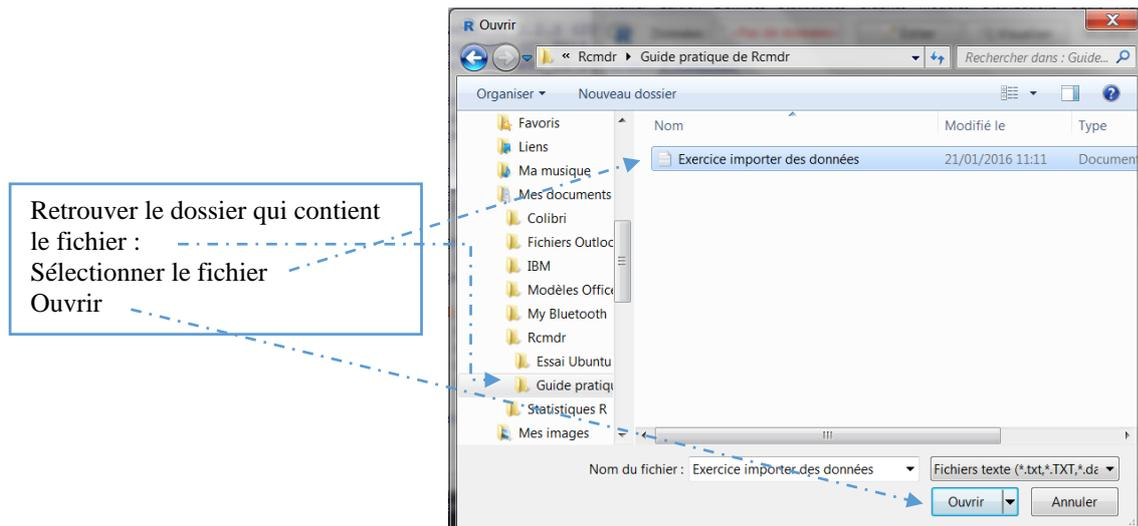 Retrouver le dossier qui contient
le fichier :
Sélectionner le fichier
Ouvrir
R Ouvrir
« Rcmdr Guide pratique de Rcmdr
Rechercher dans : Guide...
Organiser Nouveau dossier
Nom Modifié le Type
Favoris
Liens
Ma musique
Mes documents
Colibri
Fichiers Outloc
IBM
Modèles Office
My Bluetooth
Rcmdr
Essai Ubuntu
Guide pratiqu
Statistiques R
Mes images
Exercice importer des données 21/01/2016 11:11 Document
Nom du fichier : Exercice importer des données Fichiers texte (*.txt,*.TXT,*.da
Ouvrir Annuler